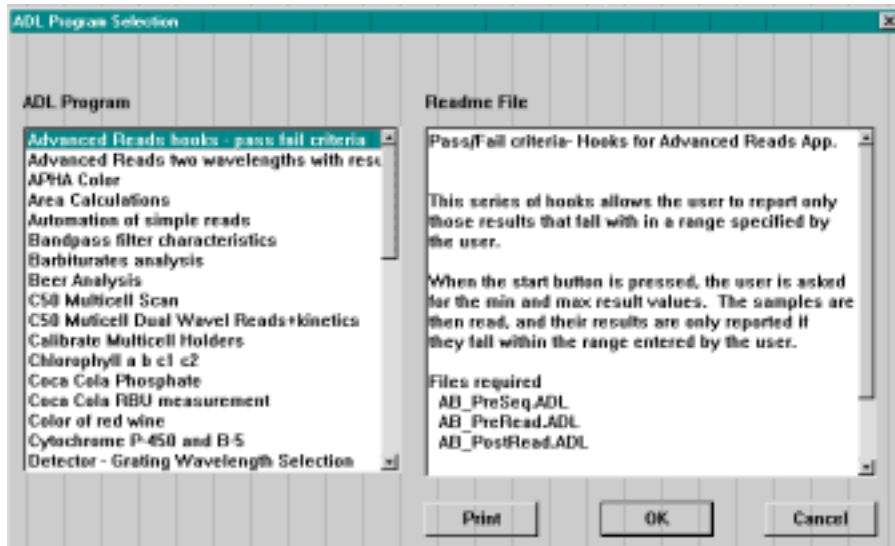 ADL Program Selection
ADL Program
Advanced Reads hooks - pass fail criteria
Advanced Reads two wavelengths with resu
APHA Color
Area Calculations
Automation of simple reads
Bandpass filter characteristics
Barbiturates analysis
Beer Analysis
C50 Multicell Scan
C50 Muticell Dual Wavel Reads+kinetics
Calibrate Multicell Holders
Chlorophyll a b c1 c2
Coca Cola Phosphate
Coca Cola RBU measurement
Color of red wine
Cytochrome P-450 and B-5
Detector - Grating Wavelength Selection
Readme File
Pass/Fail criteria- Hooks for Advanced Reads App.
This series of hooks allows the user to report only
those results that fall with in a range specified by
the user.
When the start button is pressed, the user is asked
for the min and max result values. The samples are
then read, and their results are only reported if
they fall within the range entered by the user.
Files required
AB_PreSeq.ADL
AB_PreRead.ADL
AB_PostRead.ADL
Print
OK
Cancel